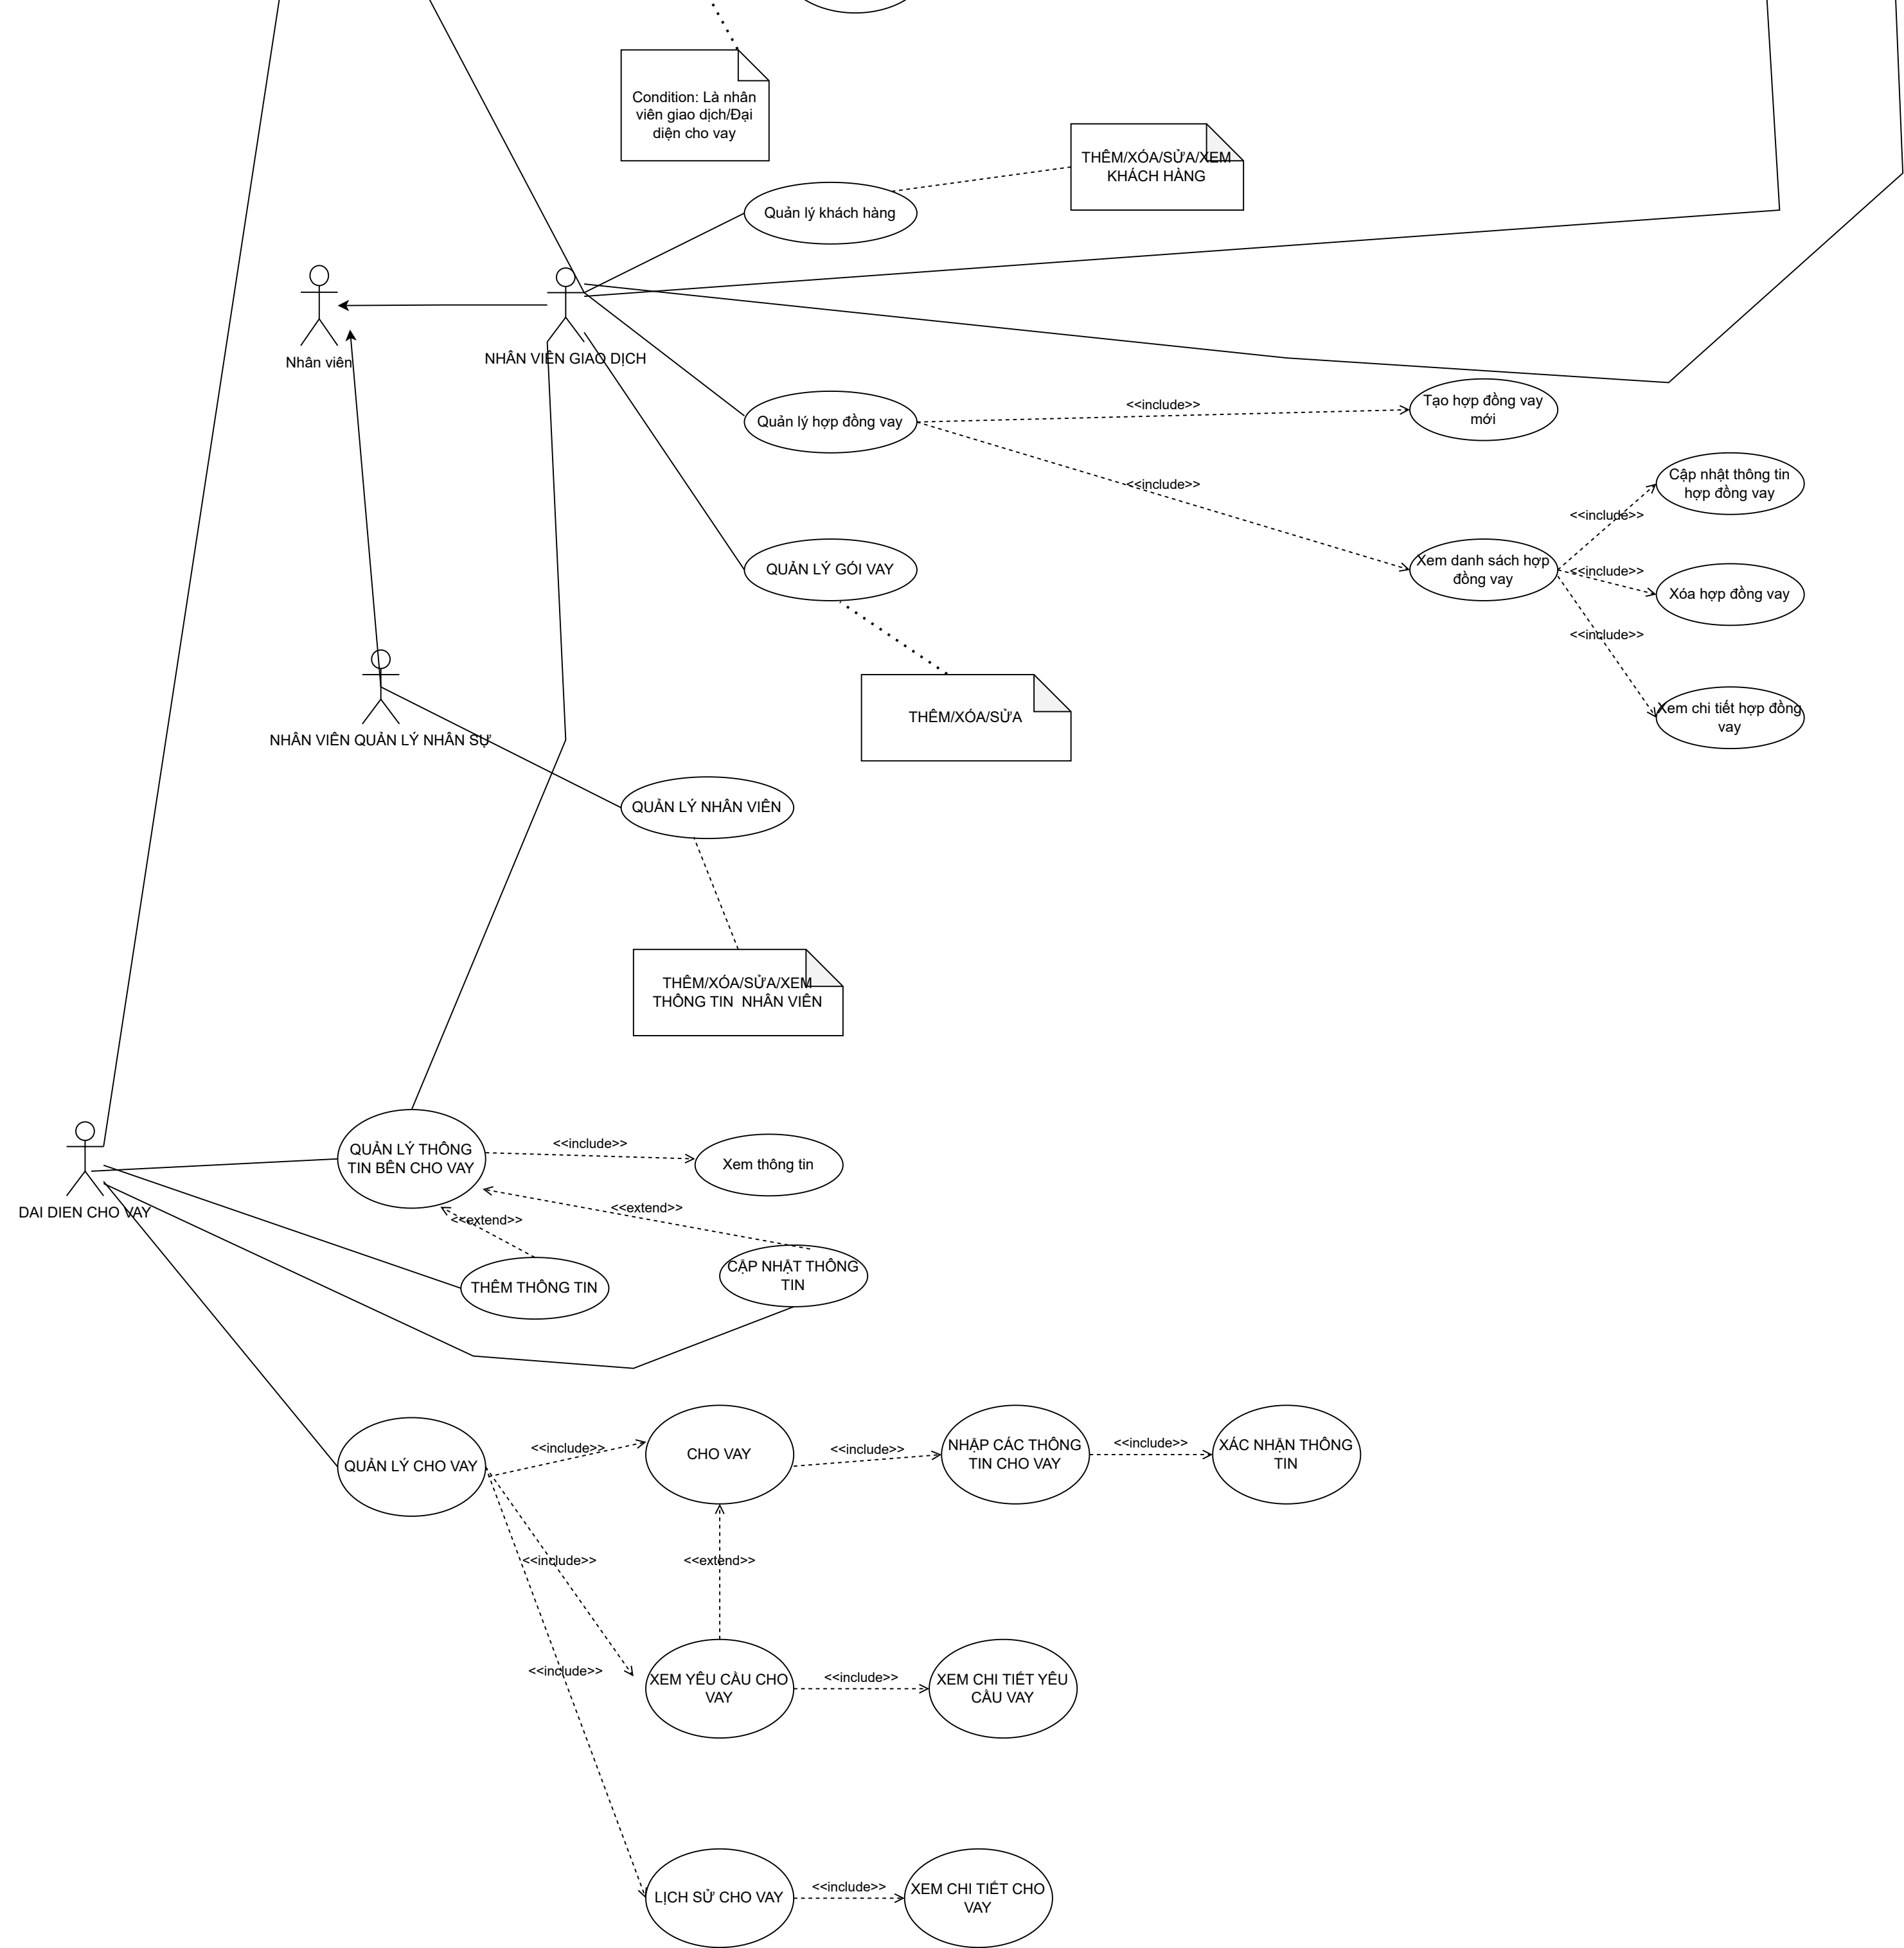 Condition: Là nhân
viên giao dịch/Đại
diện cho vay
THÊM/XÓA/SỬA/XEM
KHÁCH HÀNG
Quản lý khách hàng
Nhân viên
NHÂN VIÊN GIAO DỊCH
Quản lý hợp đồng vay
<<include>>
Tạo hợp đồng vay
mới
<<include>>
Cập nhật thông tin
hợp đồng vay
<<include>>
QUẢN LÝ GÓI VAY
Xem danh sách hợp
đồng vay
<<include>>
Xóa hợp đồng vay
<<include>>
Xem chi tiết hợp đồng
vay
THÊM/XÓA/SỬA
NHÂN VIÊN QUẢN LÝ NHÂN SỰ
QUẢN LÝ NHÂN VIÊN
THÊM/XÓA/SỬA/XEM
THÔNG TIN  NHÂN VIÊN
DAI DIEN CHO VAY
QUẢN LÝ THÔNG
TIN BÊN CHO VAY
<<include>>
Xem thông tin
<<extend>>
<<extend>>
THÊM THÔNG TIN
CẬP NHẬT THÔNG
TIN
QUẢN LÝ CHO VAY
<<include>>
CHO VAY
<<include>>
NHẬP CÁC THÔNG
TIN CHO VAY
<<include>>
XÁC NHẬN THÔNG
TIN
<<include>>
<<extend>>
<<include>>
XEM YÊU CẦU CHO
VAY
<<include>>
XEM CHI TIẾT YÊU
CẦU VAY
LỊCH SỬ CHO VAY
<<include>>
XEM CHI TIẾT CHO
VAY